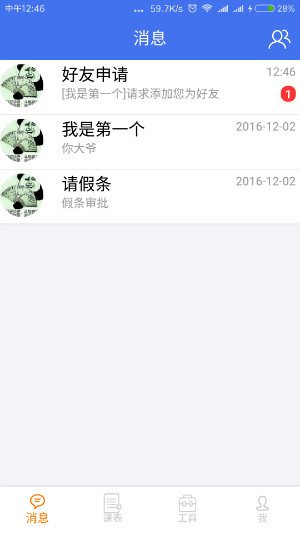 中午12:46
... 59.7K/s 28%
消息
好友申请 12:46
[我是第一个]请求添加您为好友 1
我是第一个 2016-12-02
你大爷
请假条 2016-12-02
假条审批
消息 课表 工具 我